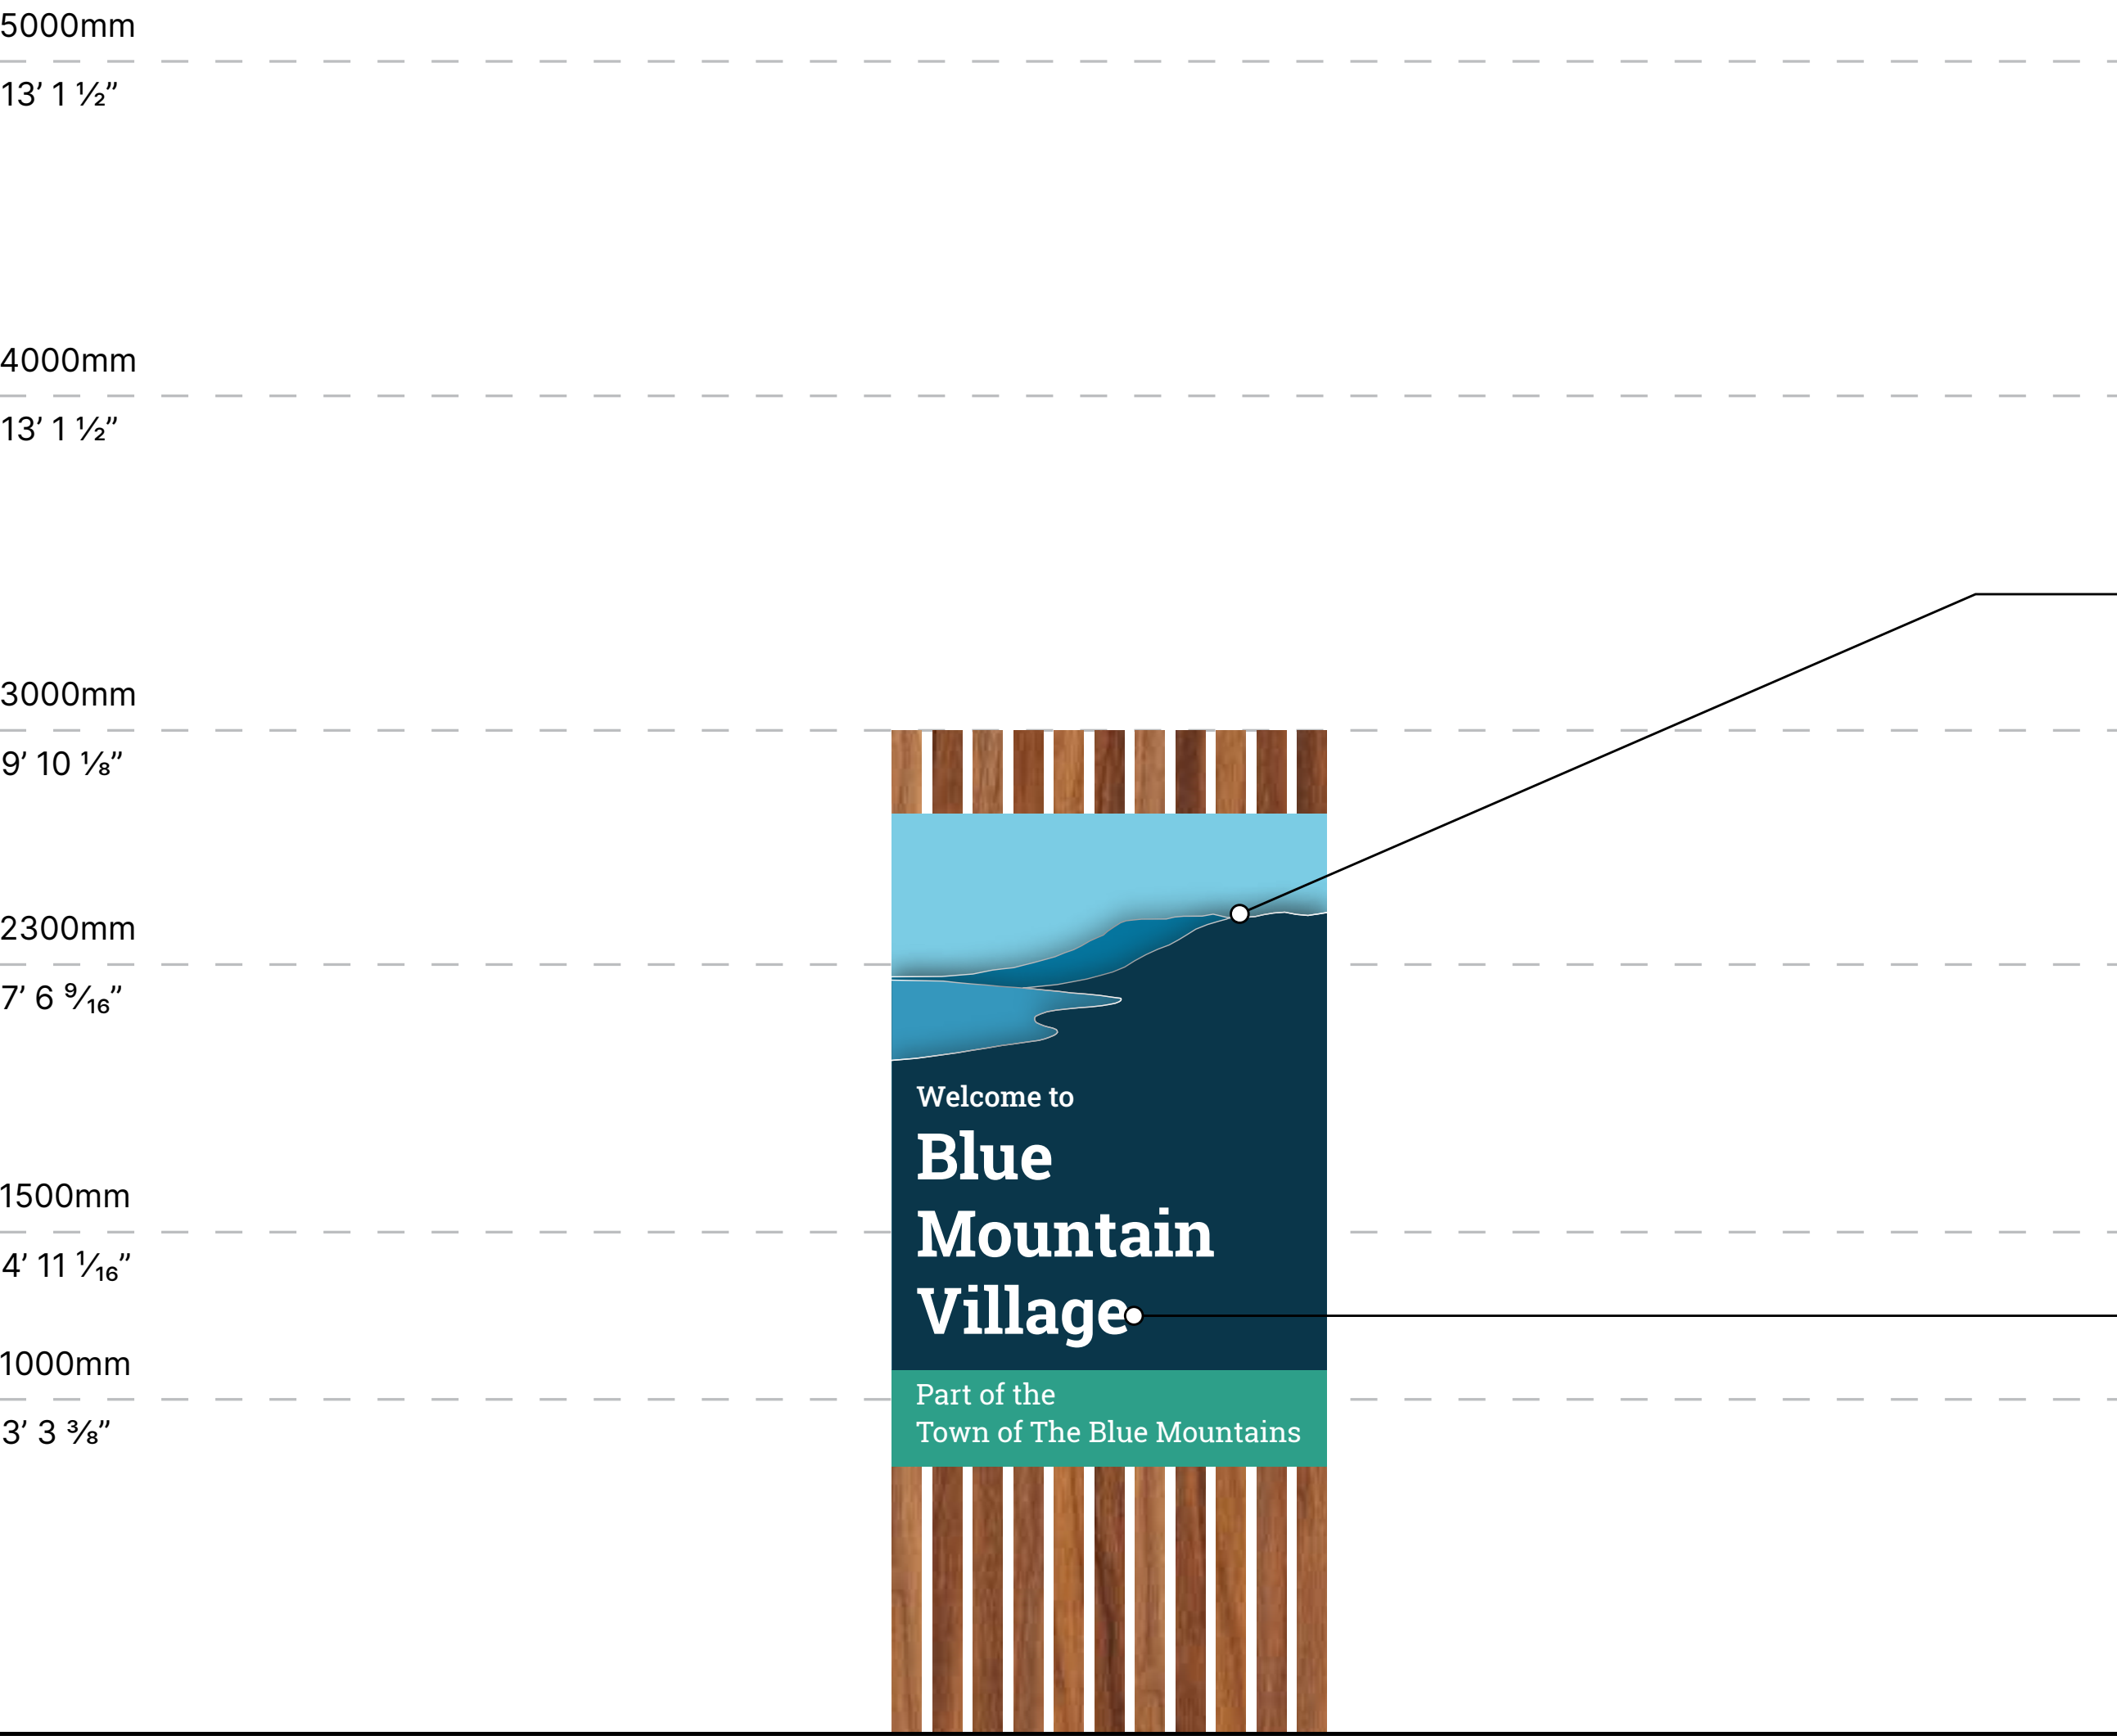 5000mm
13’ 1 ½”
4000mm
13’ 1 ½”
3000mm
9’ 10 ⅛”
2300mm
7’ 6 ⁹⁄₁₆”
Welcome to
Blue
Mountain
Village
1500mm
4’ 11 ¹⁄₁₆”
1000mm
3’ 3 ⅜”
Part of the
Town of The Blue Mountains